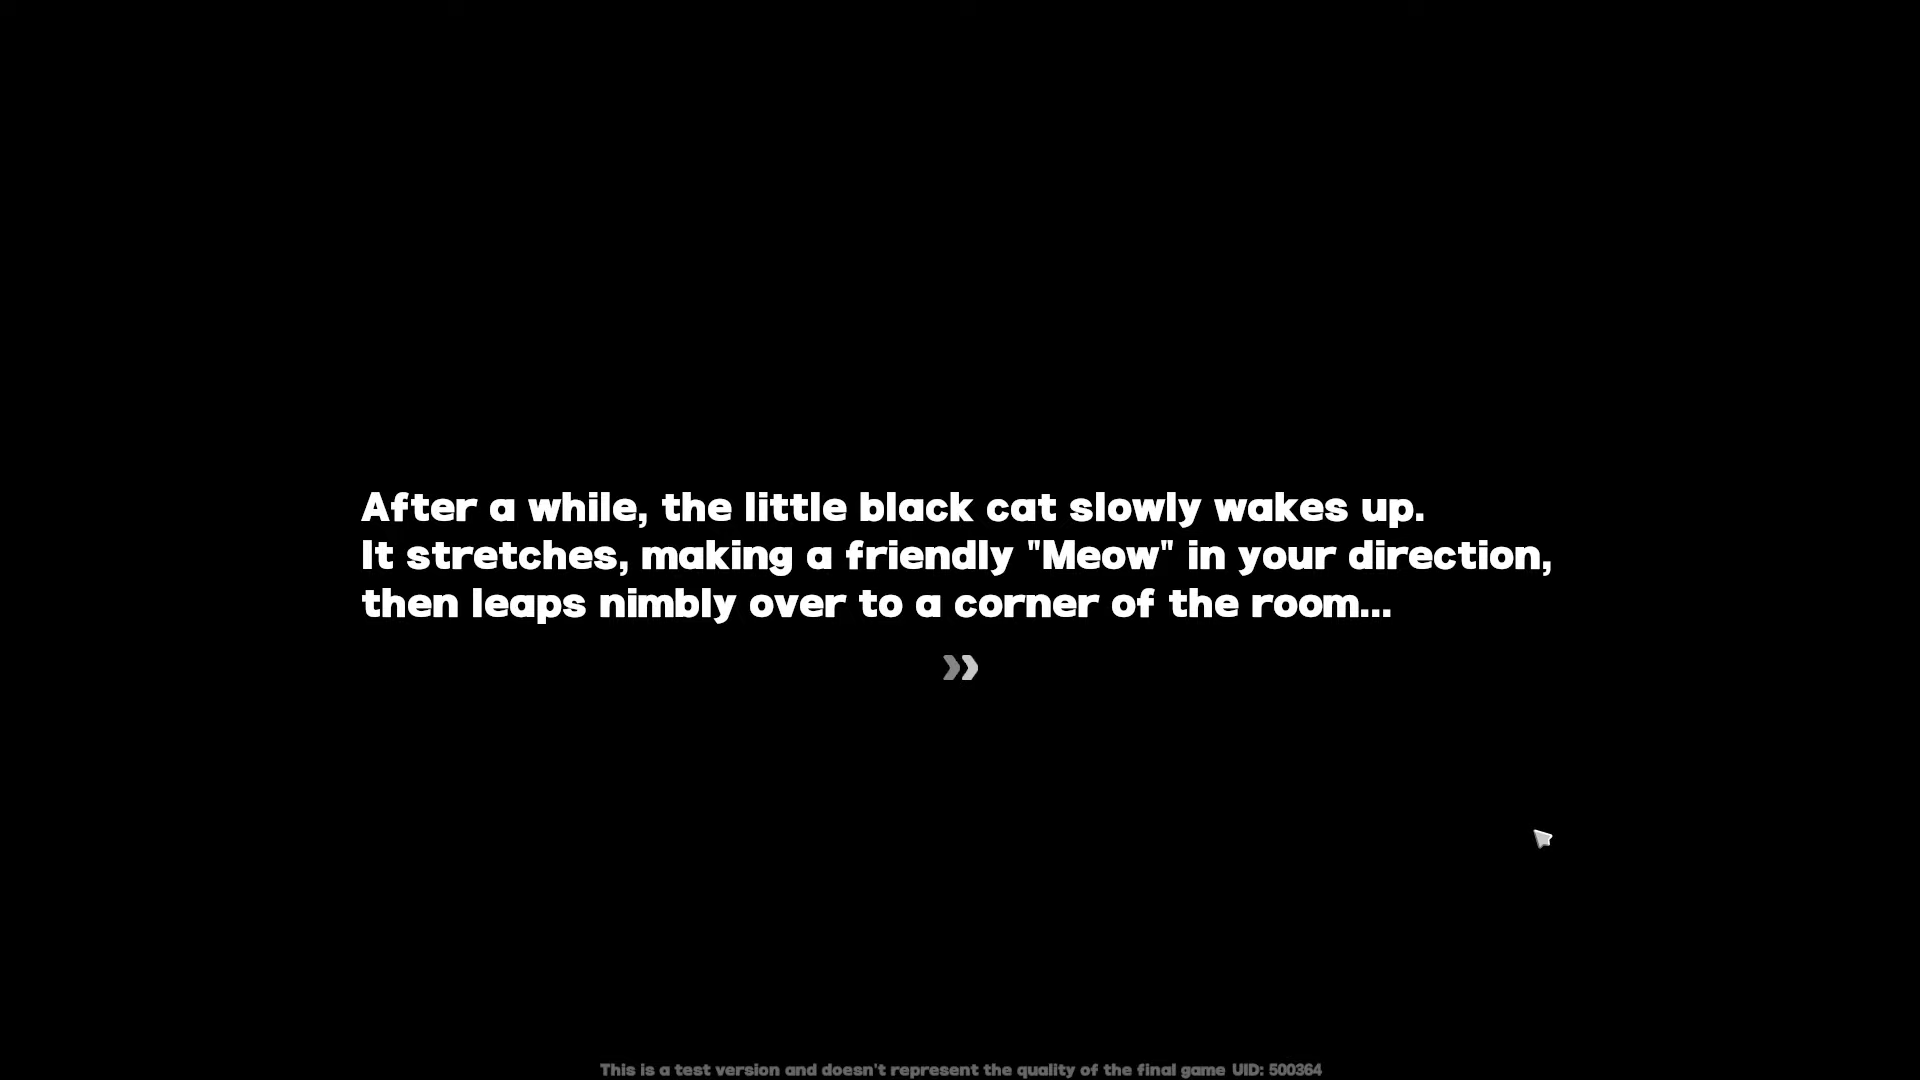 After a while, the little black cat slowly wakes up.
It stretches, making a friendly "Meow" in your direction,
then leaps nimbly over to a corner of the room...
This is a test version and doesn't represent the quality of the final game UID: 500364